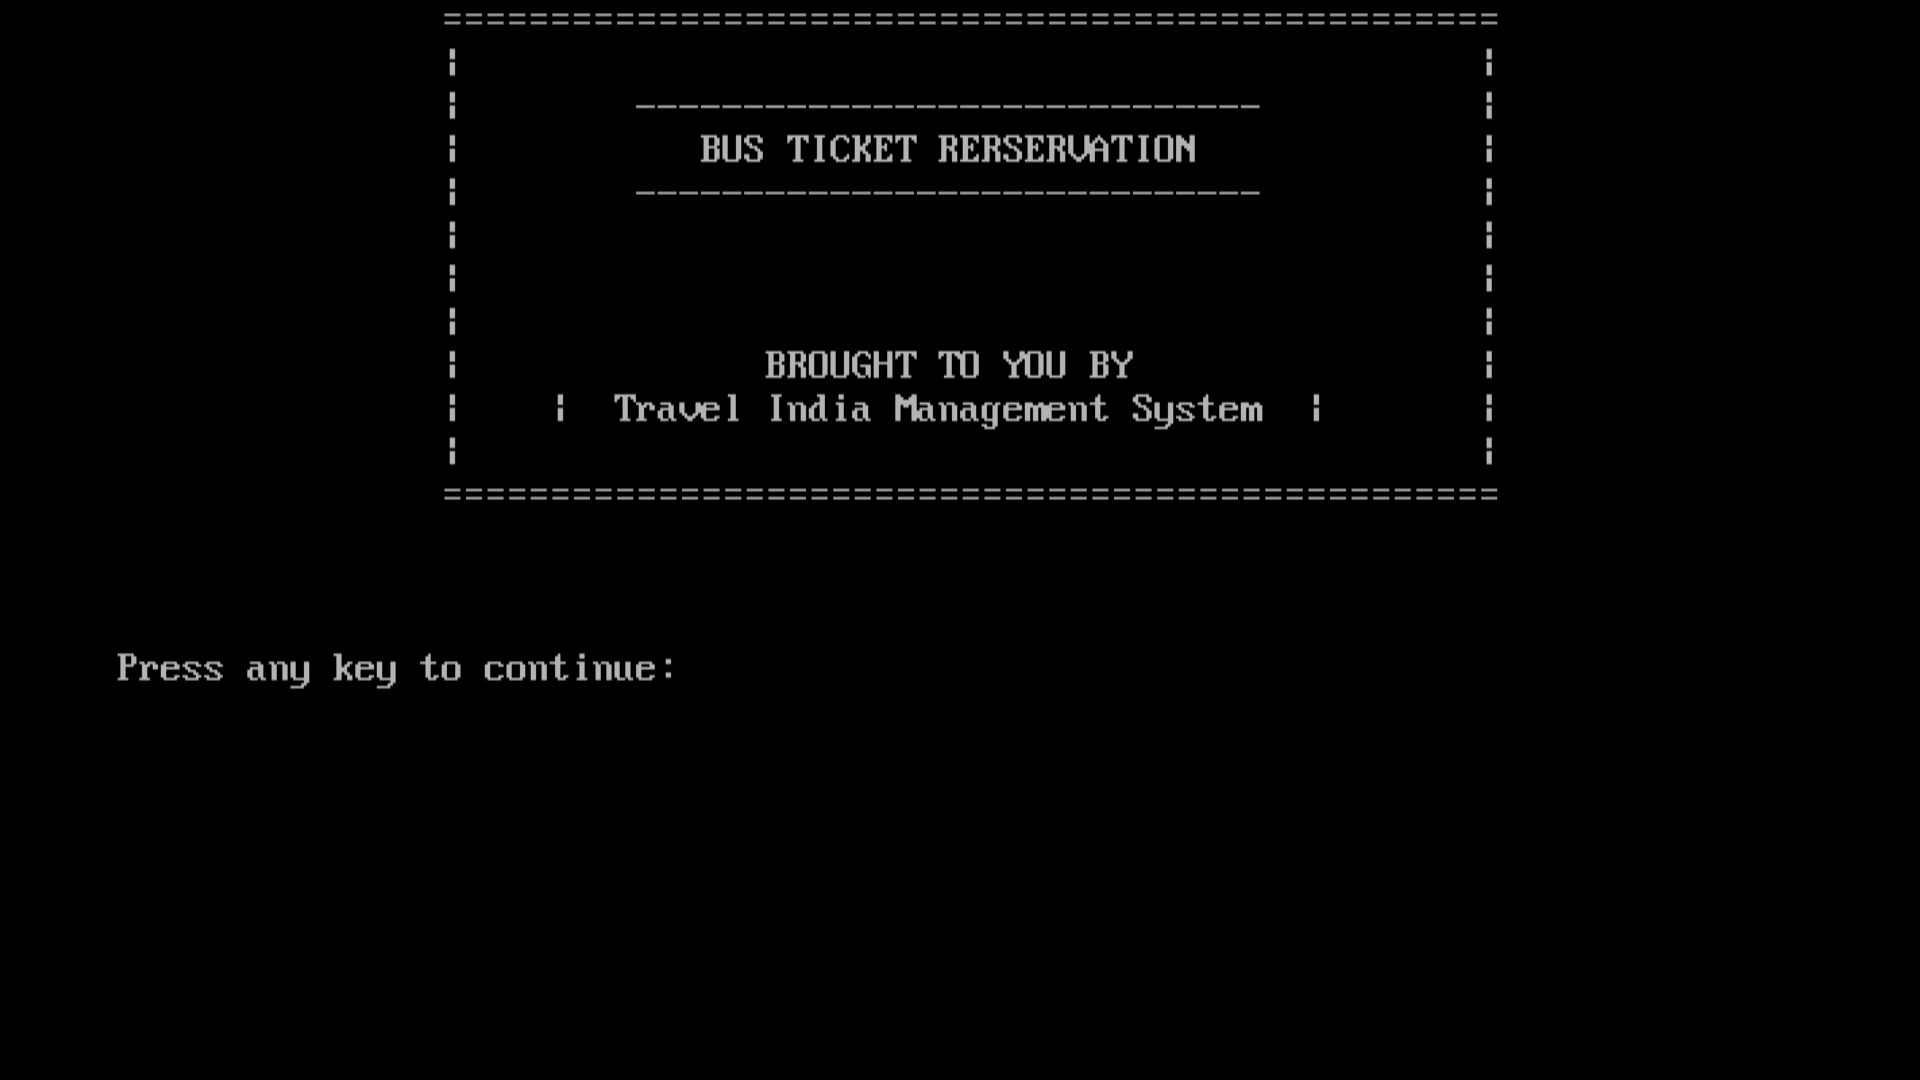 =================================================
¦ ¦
¦ ----------------------------- ¦
¦ BUS TICKET RERSERVATION ¦
¦ ----------------------------- ¦
¦ ¦
¦ ¦
¦ ¦
¦ BROUGHT TO YOU BY ¦
¦ ¦ Travel India Management System ¦ ¦
¦ ¦
=================================================
Press any key to continue: